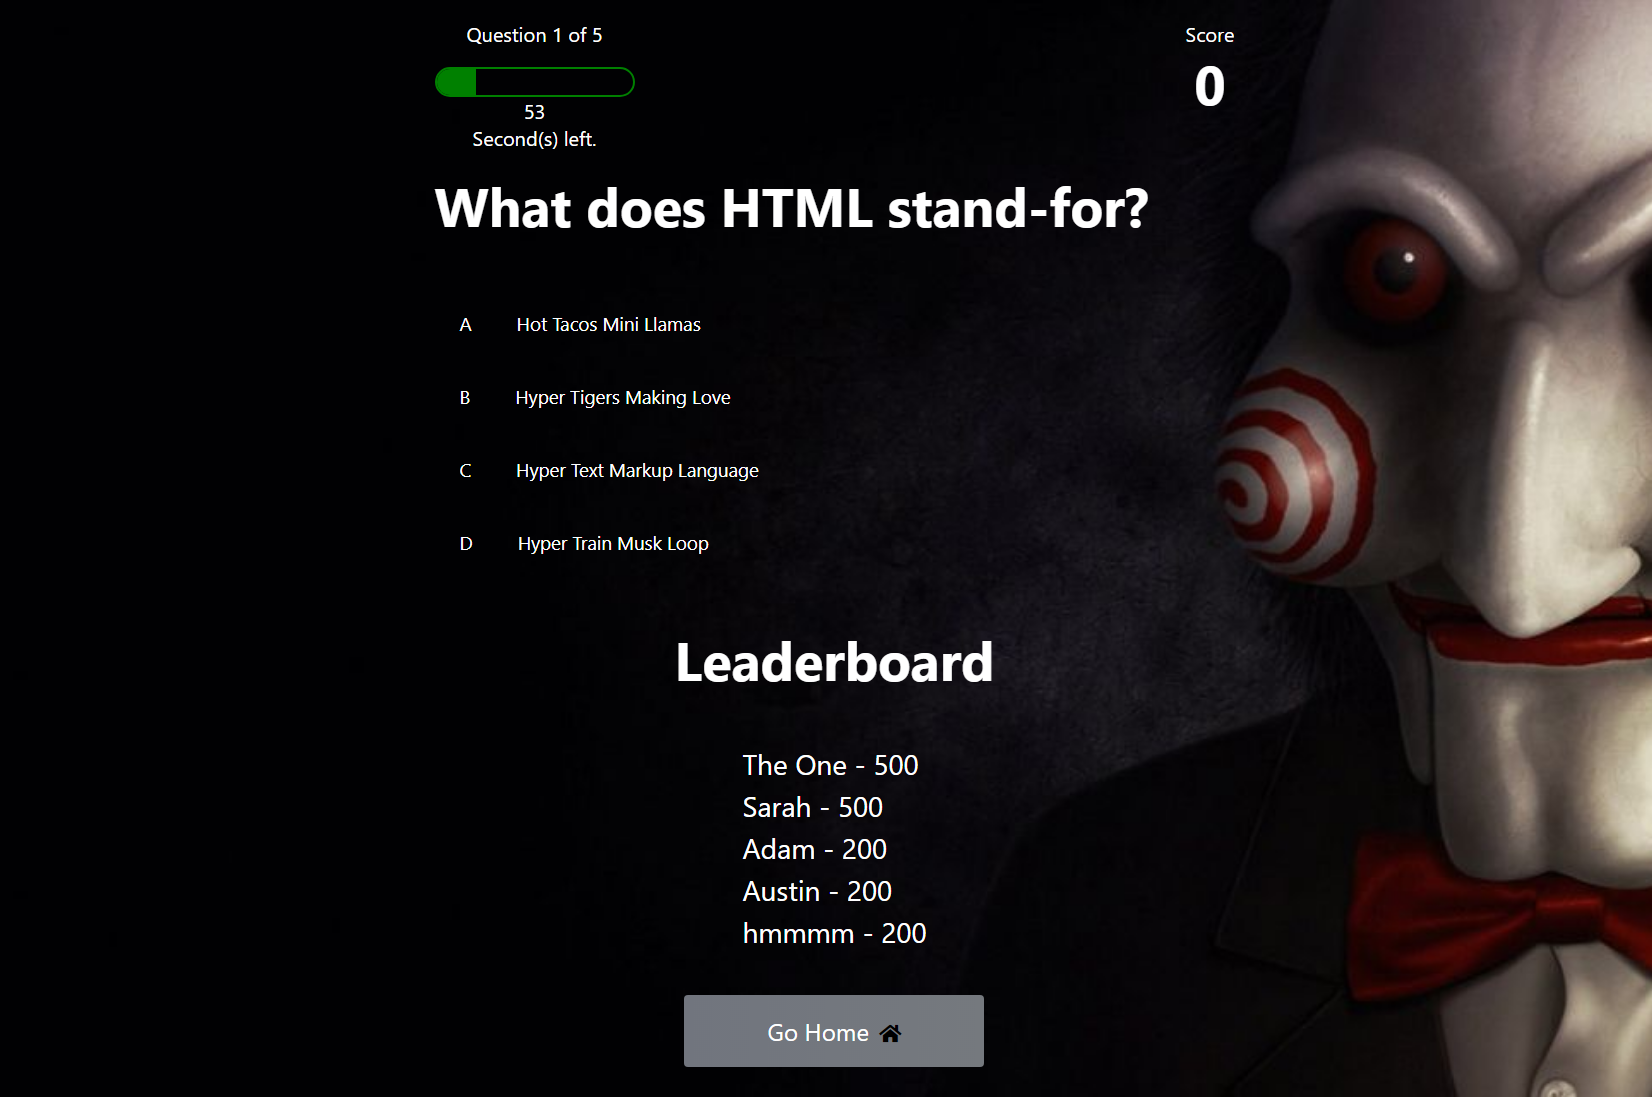 Question 1 of 5
Score
0
53
Second(s) left.
What does HTML stand-for?
A Hot Tacos Mini Llamas
B Hyper Tigers Making Love
C Hyper Text Markup Language
D Hyper Train Musk Loop
Leaderboard
The One - 500
Sarah - 500
Adam - 200
Austin - 200
hmmmm - 200
Go Home